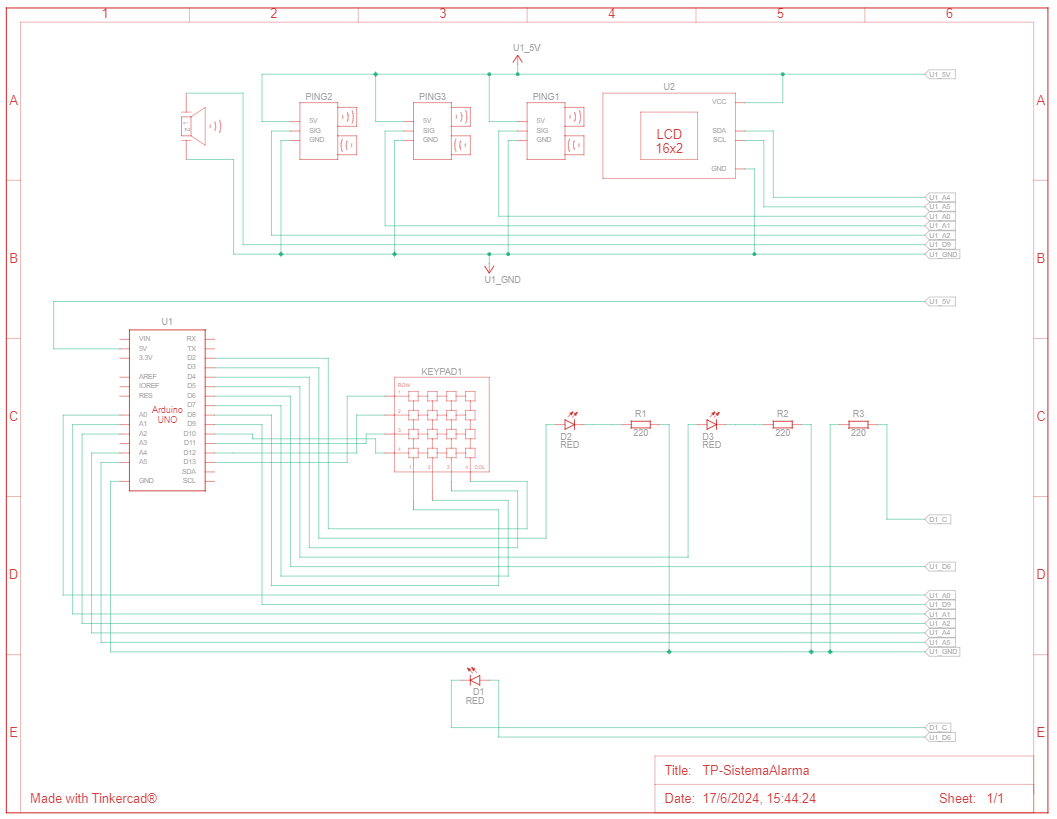 1 2 3 4 5 6
U1_5V
U1_5V
A A
PING2 PING3 PING1 U2
5V 5V 5V VCC
SIG SIG SIG SDA
GND GND GND SCL
LCD
16x2
GND
1 2
U1_A4
U1_A5
U1_A0
U1_A1
U1_A2
U1_D9
U1_GND
B B
U1_GND
U1_5V
U1
VIN RX
5V TX
3.3V D2
D3
AREF D4
IOREF D5
RES D6
D7
A0 D8
A1 D9
A2 D10
A3 D11
A4 D12
A5 D13
SDA
GND SCL
Arduino
UNO
KEYPAD1
ROW
1
2
3
4
1 2 3 4 COL
C C
D2
RED
R1
220
D3
RED
R2
220
R3
220
D1_C
D D
U1_D6
U1_A0
U1_D9
U1_A1
U1_A2
U1_A4
U1_A5
U1_GND
D1
RED
E E
D1_C
U1_D6
Title: TP-SistemaAlarma
Made with Tinkercad®
Date: 17/6/2024, 15:44:24 Sheet: 1/1